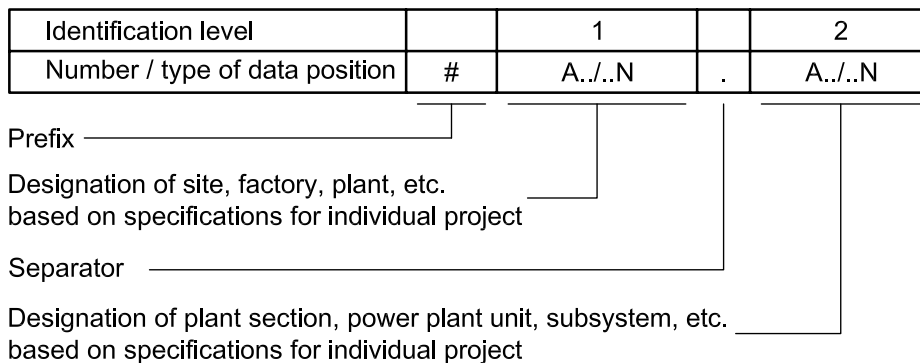 Identification level 1 2
Number / type of data position # A../..N . A../..N
Prefix
Designation of site, factory, plant, etc.
based on specifications for individual project
Separator
Designation of plant section, power plant unit, subsystem, etc.
based on specifications for individual project